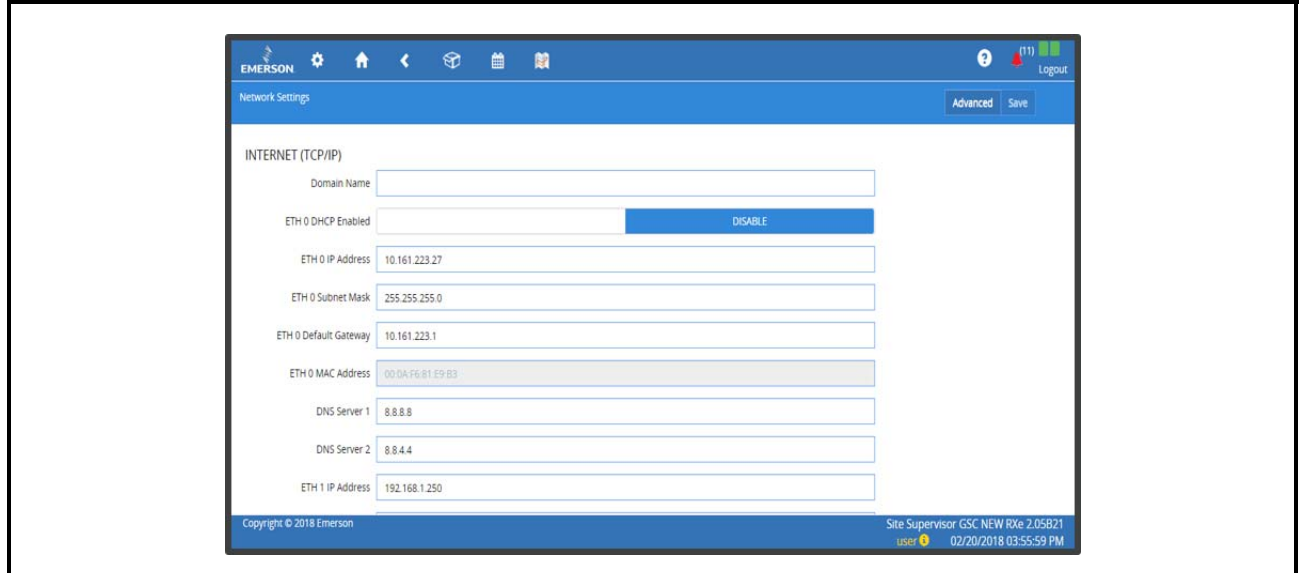 EMERSON
? (11)
Logout
Network Settings
Advanced Save
INTERNET (TCP/IP)
Domain Name
ETH 0 DHCP Enabled DISABLE
ETH 0 IP Address 10.161.223.27
ETH 0 Subnet Mask 255.255.255.0
ETH 0 Default Gateway 10.161.223.1
ETH 0 MAC Address 00:0A:F6:81:E9:B3
DNS Server 1 8.8.8.8
DNS Server 2 8.8.4.4
ETH 1 IP Address 192.168.1.250
Copyright © 2018 Emerson Site Supervisor GSC NEW RXe 2.05B21
user 02/20/2018 03:55:59 PM